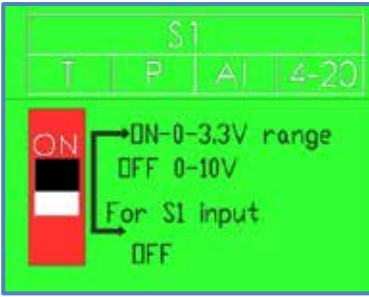 S1
T P AI 4-20
ON
ON-0-3.3V range
OFF 0-10V
For S1 input
OFF